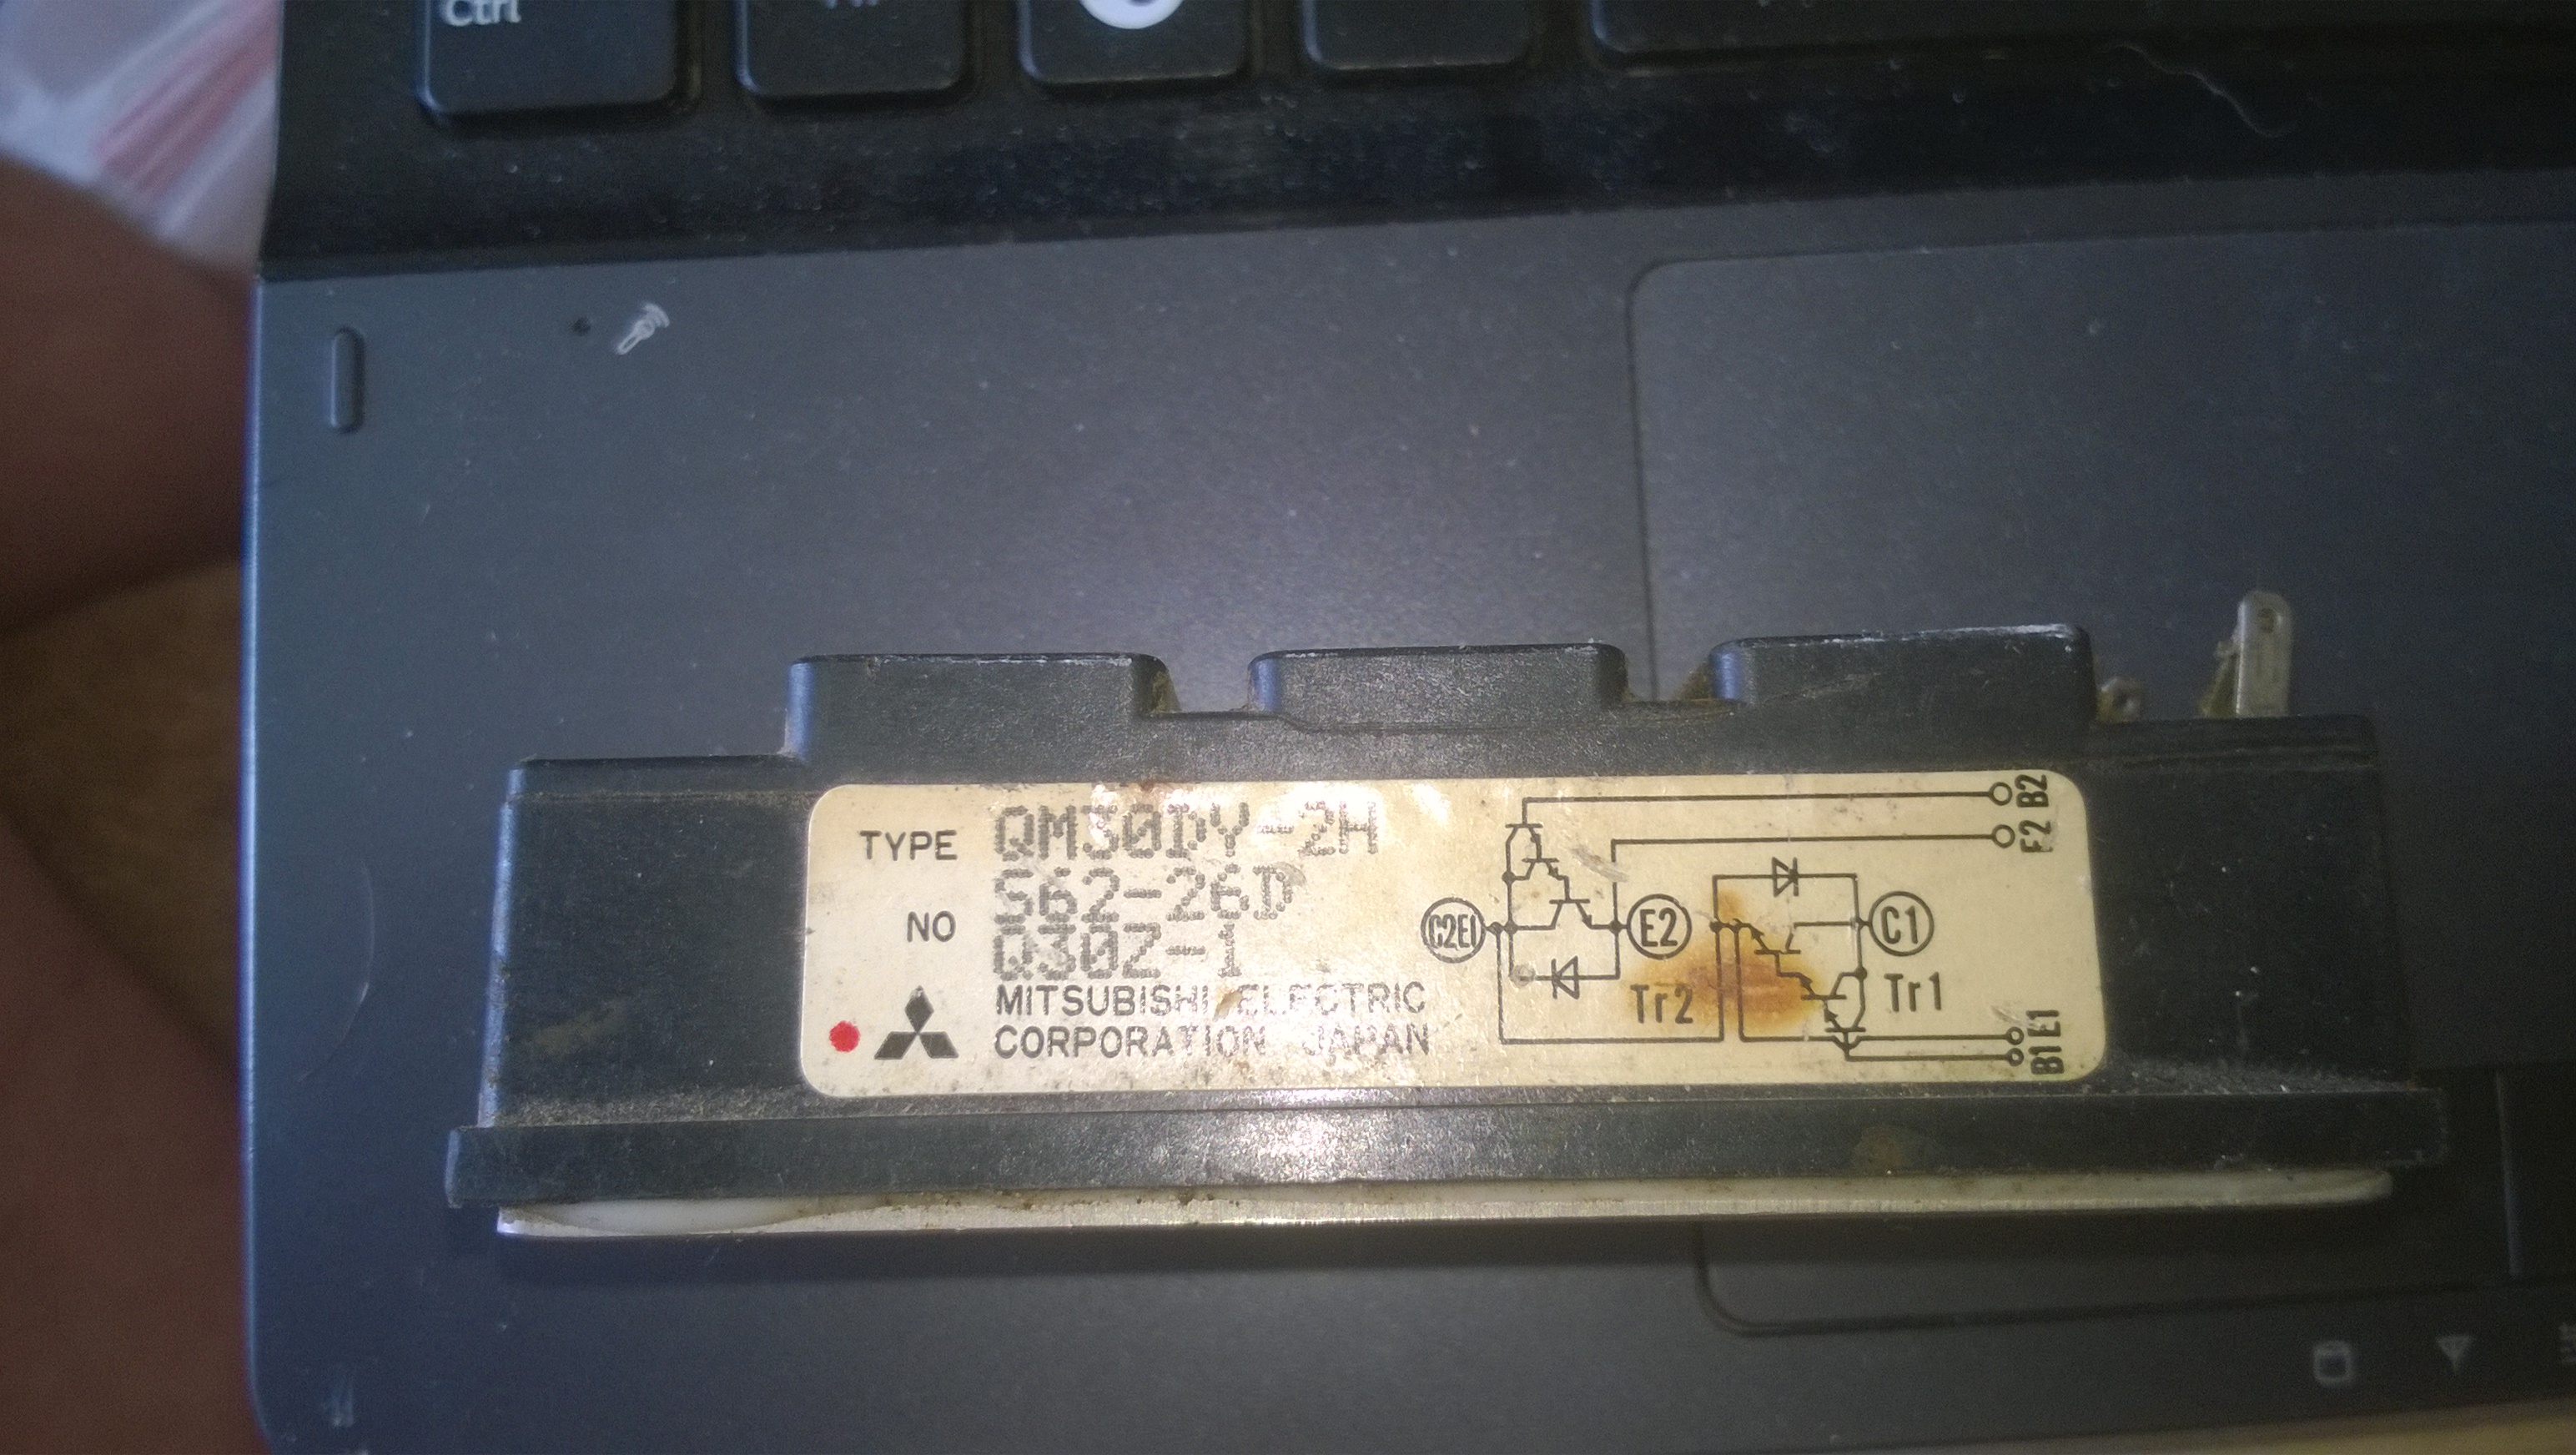 Ctrl
TYPE QM30DY-2H
S62-26D
NO Q30Z-1
MITSUBISHI ELECTRIC
CORPORATION JAPAN
B2
E2
C2E1
E2
C1
Tr2
Tr1
E1
B1